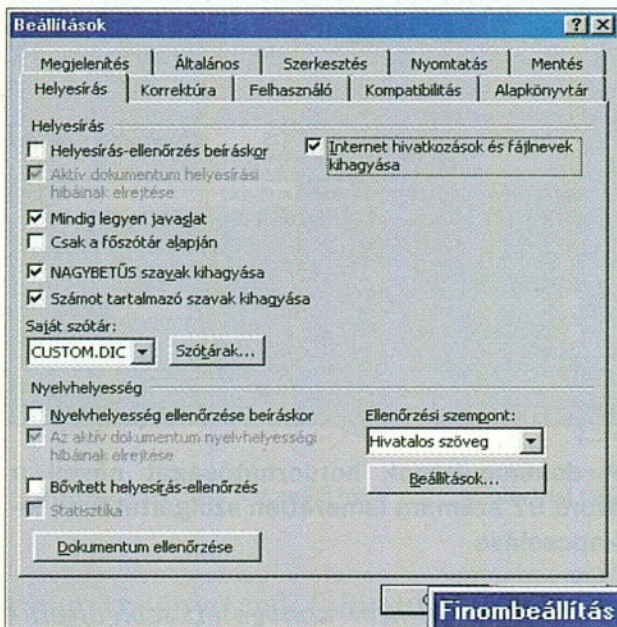 Beállítások
Megjelenítés Általános Szerkesztés Nyomtatás Mentés
Helyesírás Korrektúra Felhasználó Kompatibilitás Alapkönyvtár
Helyesírás
Helyesírás-ellenőrzés beíráskor
Aktív dokumentum helyesírási
hibáinak elrejtése
Mindig legyen javaslat
Csak a főszótár alapján
NAGYBETŰS szavak kihagyása
Számot tartalmazó szavak kihagyása
Internet hivatkozások és fájlnevek
kihagyása
Saját szótár:
CUSTOM.DIC Szótárak...
Nyelvhelyesség
Nyelvhelyesség ellenőrzése beíráskor
Az aktív dokumentum nyelvhelyességi
hibáinak elrejtése
Bővített helyesírás-ellenőrzés
Statisztika
Ellenőrzési szempont:
Hivatalos szöveg
Beállítások...
Dokumentum ellenőrzése
Finombeállítás